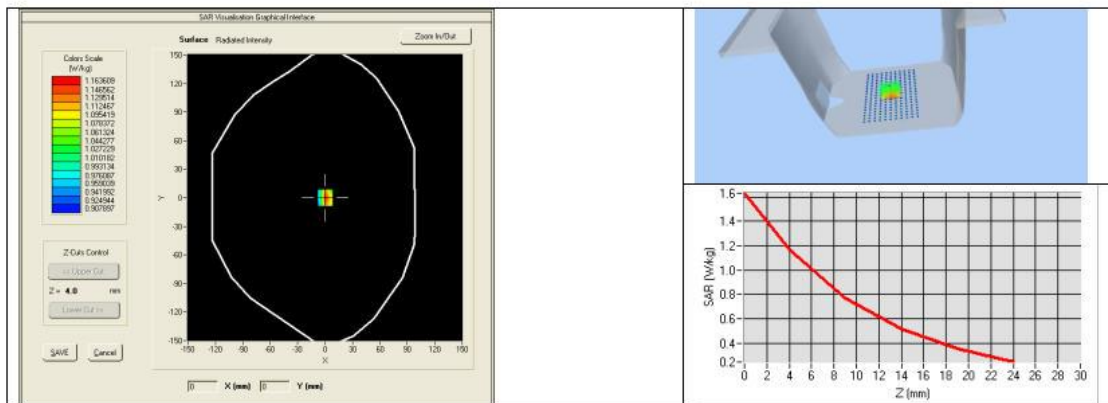 SAR Visualisation Graphical Interface
Surface Radiated Intensity
Zoom In/Out
Colors Scale
(W/kg)
1.163609
1.146562
1.129514
1.112467
1.095419
1.078372
1.061324
1.044277
1.027229
1.010182
0.993134
0.976087
0.959039
0.941992
0.924944
0.907897
150
120
90
60
30
0
-30
-60
-90
-120
-150
Y
-150 -120 -90 -60 -30 0 30 60 90 120 150
X
Z-Cuts Control
<< Upper Cut
Z = 4.0 mm
Lower Cut >>
SAVE Cancel
0 X (mm) 0 Y (mm)
1.6
1.4
1.2
1.0
0.8
0.6
0.4
0.2
SAR (W/kg)
0 2 4 6 8 10 12 14 16 18 20 22 24 26 28 30
Z (mm)